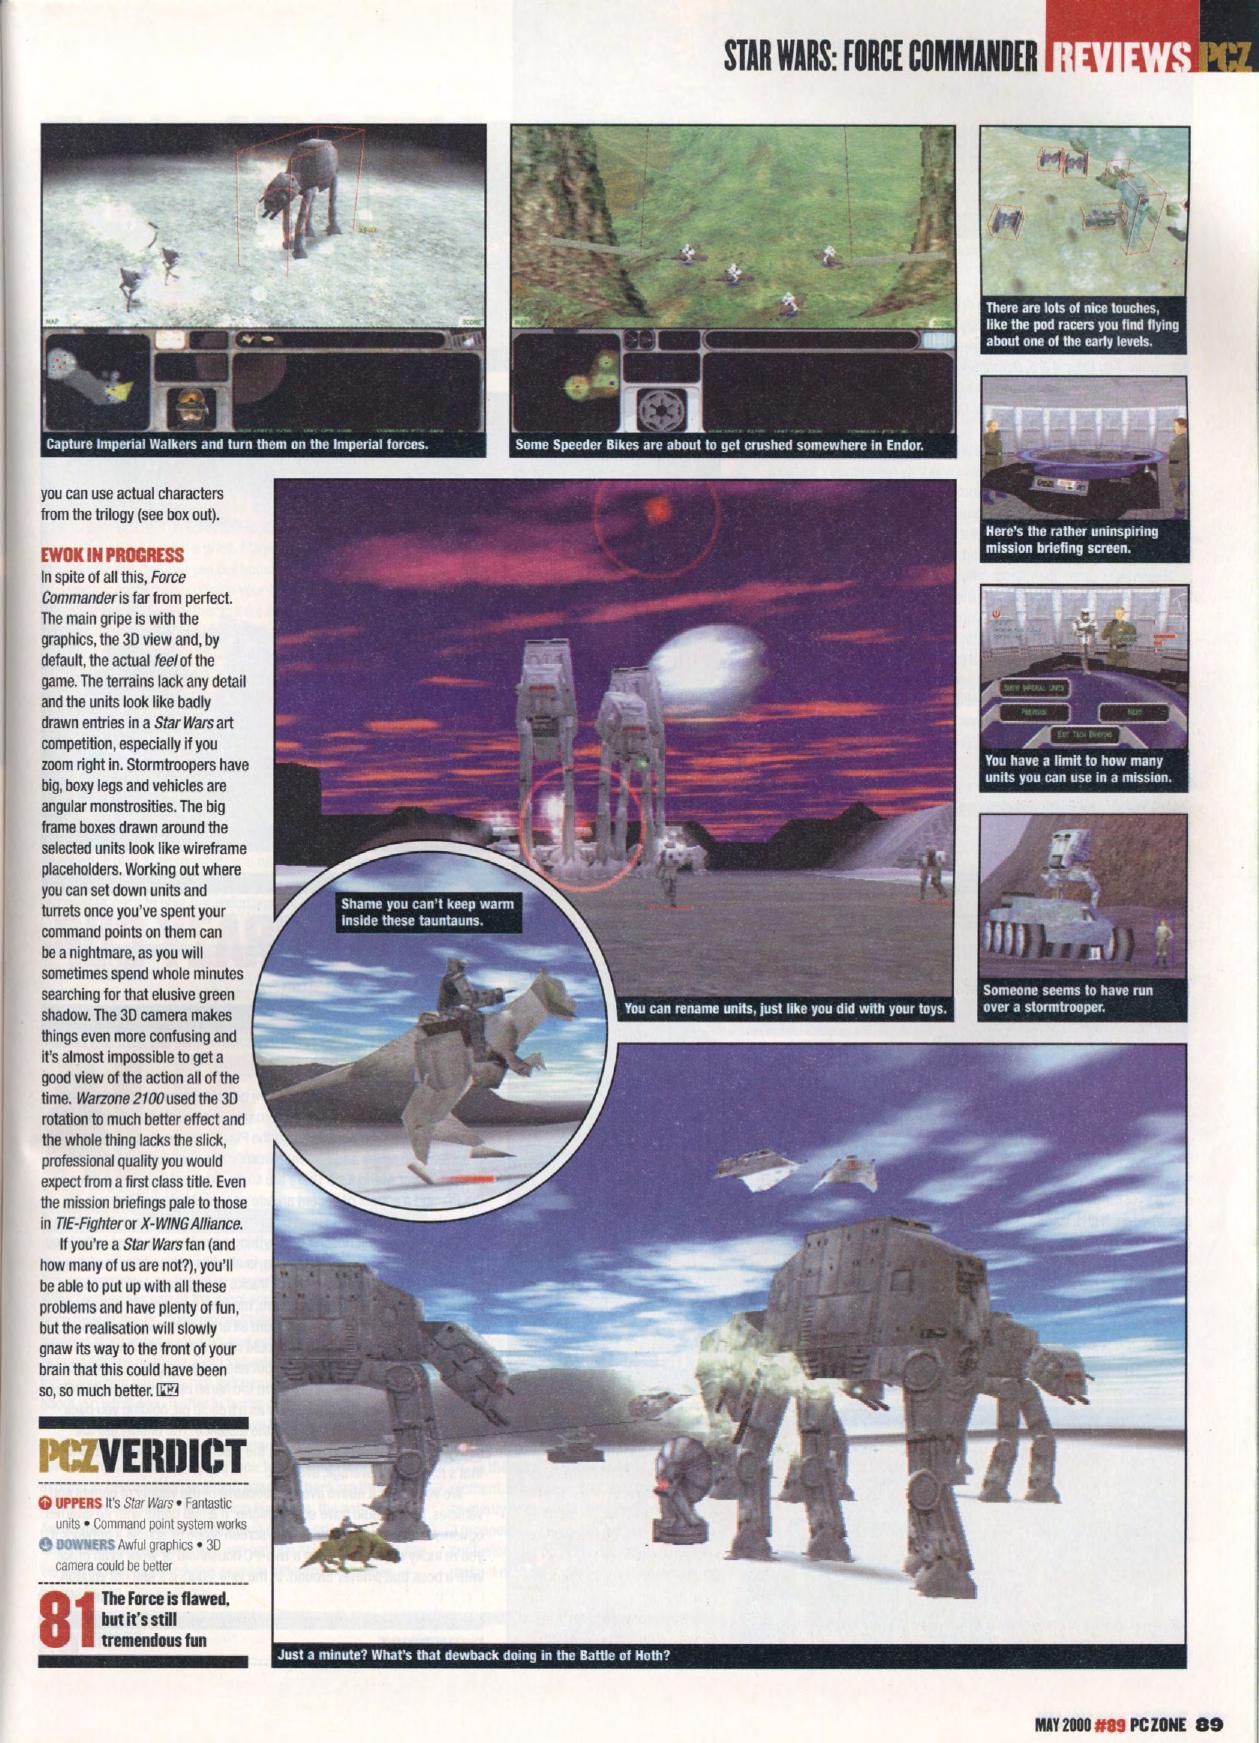 STAR WARS: FORCE COMMANDER REVIEWS PCZ
MAP
SCORE
Capture Imperial Walkers and turn them on the Imperial forces.
MAP
SCORE
Some Speeder Bikes are about to get crushed somewhere in Endor.
There are lots of nice touches,
like the pod racers you find flying
about one of the early levels.
Here's the rather uninspiring
mission briefing screen.
SHOW IMPERIAL UNITS
PREVIOUS
NEXT
EXIT TECH BRIEFING
You have a limit to how many
units you can use in a mission.
Someone seems to have run
over a stormtrooper.
you can use actual characters
from the trilogy (see box out).
EWOK IN PROGRESS
In spite of all this, Force
Commander is far from perfect.
The main gripe is with the
graphics, the 3D view and, by
default, the actual feel of the
game. The terrains lack any detail
and the units look like badly
drawn entries in a Star Wars art
competition, especially if you
zoom right in. Stormtroopers have
big, boxy legs and vehicles are
angular monstrosities. The big
frame boxes drawn around the
selected units look like wireframe
placeholders. Working out where
you can set down units and
turrets once you've spent your
command points on them can
be a nightmare, as you will
sometimes spend whole minutes
searching for that elusive green
shadow. The 3D camera makes
things even more confusing and
it's almost impossible to get a
good view of the action all of the
time. Warzone 2100 used the 3D
rotation to much better effect and
the whole thing lacks the slick,
professional quality you would
expect from a first class title. Even
the mission briefings pale to those
in TIE-Fighter or X-WING Alliance.
If you're a Star Wars fan (and
how many of us are not?), you'll
be able to put up with all these
problems and have plenty of fun,
but the realisation will slowly
gnaw its way to the front of your
brain that this could have been
so, so much better. PCZ
Shame you can't keep warm
inside these tauntauns.
You can rename units, just like you did with your toys.
PCZVERDICT
UPPERS It's Star Wars • Fantastic
units • Command point system works
DOWNERS Awful graphics • 3D
camera could be better
81 The Force is flawed,
but it's still
tremendous fun
Just a minute? What's that dewback doing in the Battle of Hoth?
MAY 2000 #89 PC ZONE 89